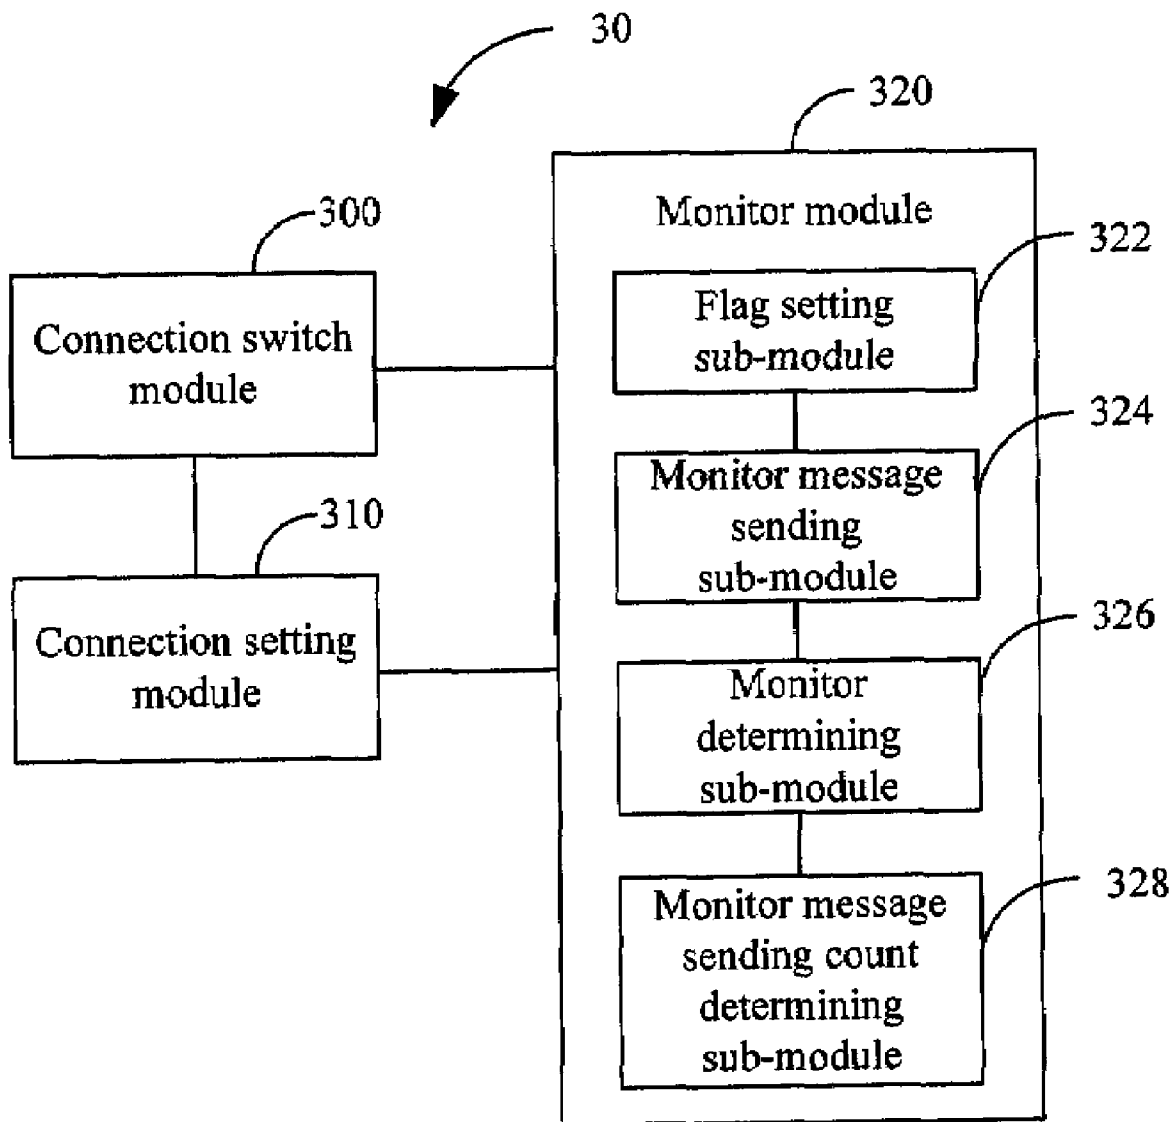 30
320
Monitor module
300
322
Connection switch
module
Flag setting
sub-module
324
Monitor message
sending
sub-module
310
Connection setting
module
326
Monitor
determining
sub-module
328
Monitor message
sending count
determining
sub-module